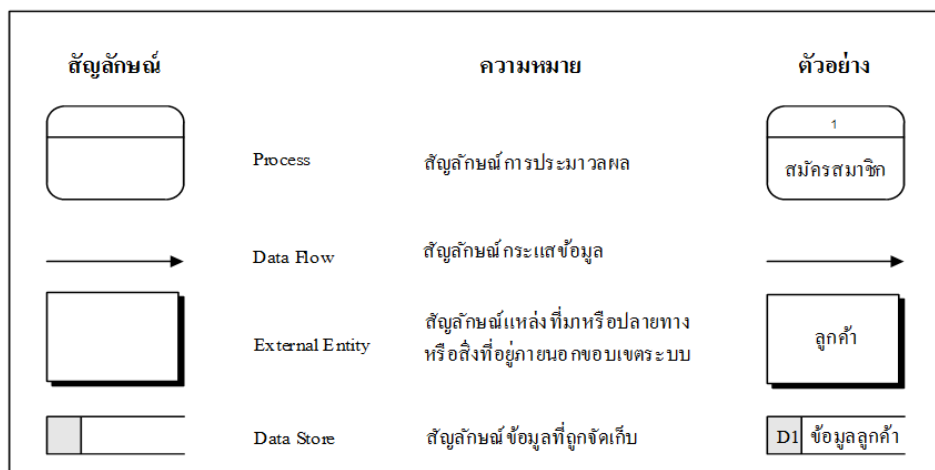 สัญลักษณ์ ความหมาย ตัวอย่าง
1
Process สัญลักษณ์การประมวลผล สมัครสมาชิก
Data Flow สัญลักษณ์กระแสข้อมูล
สัญลักษณ์แหล่งที่มาหรือปลายทาง
External Entity หรือสิ่งที่อยู่ภายนอกขอบเขตระบบ ลูกค้า
Data Store สัญลักษณ์ข้อมูลที่ถูกจัดเก็บ D1 ข้อมูลลูกค้า